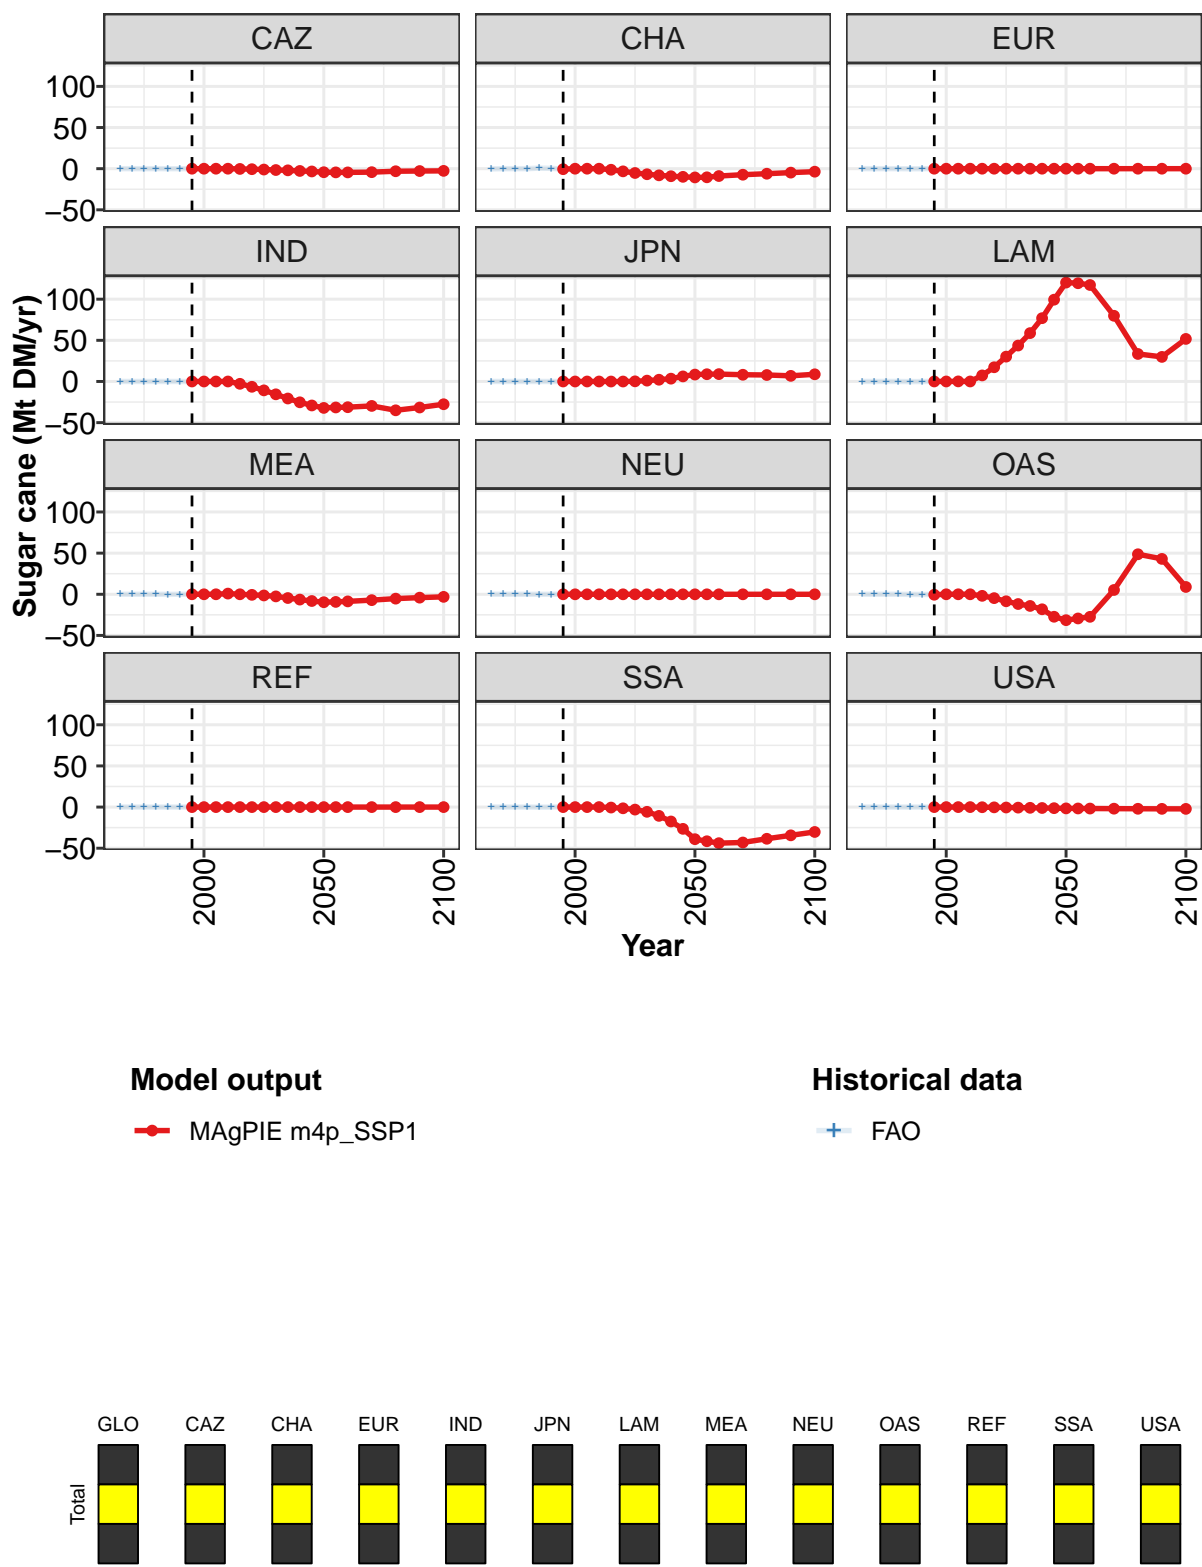 CAZ CHA EUR
100
50
0
−50
IND JPN LAM
100
50
0
−50
MEA NEU OAS
100
50
0
−50
REF SSA USA
100
50
0
−50
Sugar cane (Mt DM/yr)
2000 2050 2100 2000 2050 2100 2000 2050 2100
Year
Model output Historical data
MAgPIE m4p_SSP1 FAO
GLO CAZ CHA EUR IND JPN LAM MEA NEU OAS REF SSA USA
Total